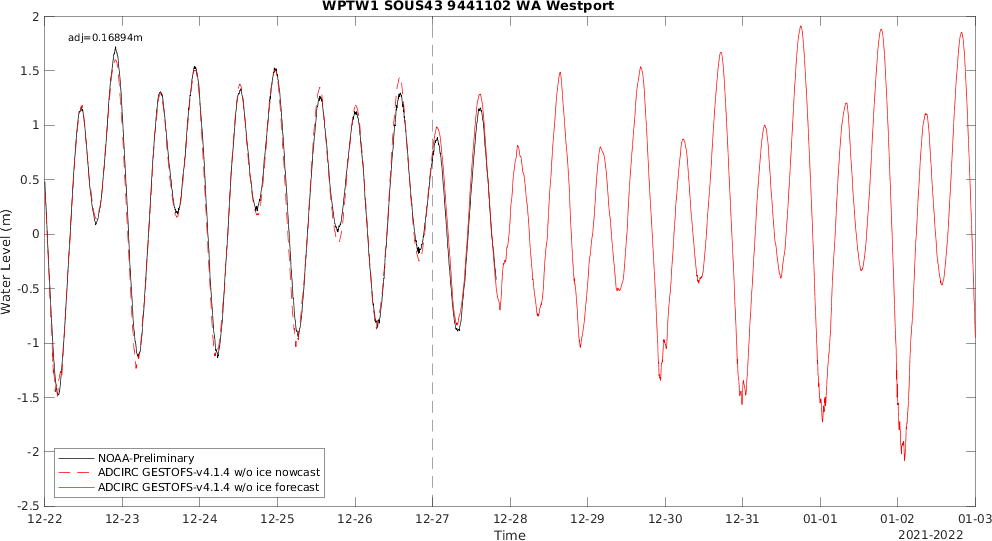 WPTW1 SOUS43 9441102 WA Westport
adj=0.16894m
2
1.5
1
0.5
0
-0.5
-1
-1.5
-2
-2.5
Water Level (m)
NOAA-Preliminary
ADCIRC GESTOFS-v4.1.4 w/o ice nowcast
ADCIRC GESTOFS-v4.1.4 w/o ice forecast
12-22 12-23 12-24 12-25 12-26 12-27 12-28 12-29 12-30 12-31 01-01 01-02 01-03
Time
2021-2022